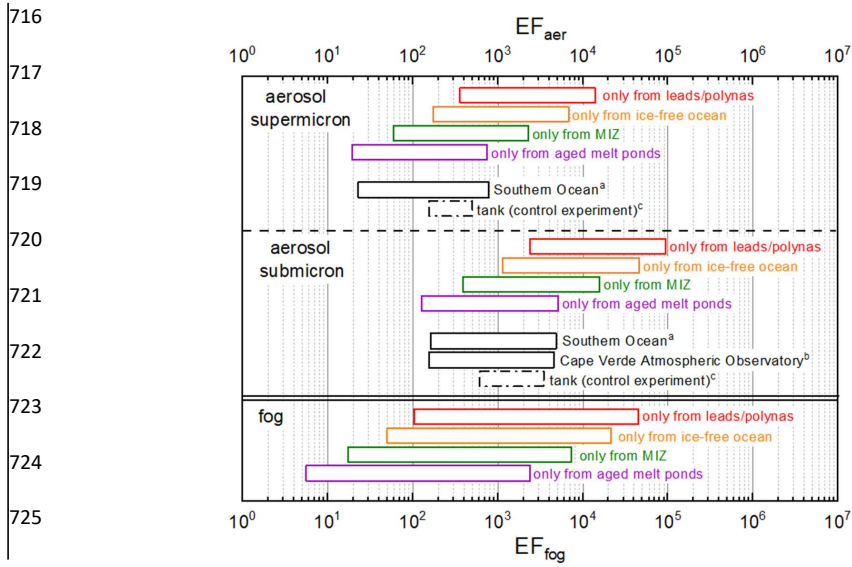 716
EFaer
10⁰ 10¹ 10² 10³ 10⁴ 10⁵ 10⁶ 10⁷
717
aerosol
supermicron
only from leads/polynas
only from ice-free ocean
718
only from MIZ
only from aged melt ponds
719
Southern Oceanᵃ
tank (control experiment)ᶜ
720
aerosol
submicron
only from leads/polynas
only from ice-free ocean
721
only from MIZ
only from aged melt ponds
722
Southern Oceanᵃ
Cape Verde Atmospheric Observatoryᵇ
tank (control experiment)ᶜ
723
fog
only from leads/polynas
only from ice-free ocean
724
only from MIZ
only from aged melt ponds
725
10⁰ 10¹ 10² 10³ 10⁴ 10⁵ 10⁶ 10⁷
EFfog